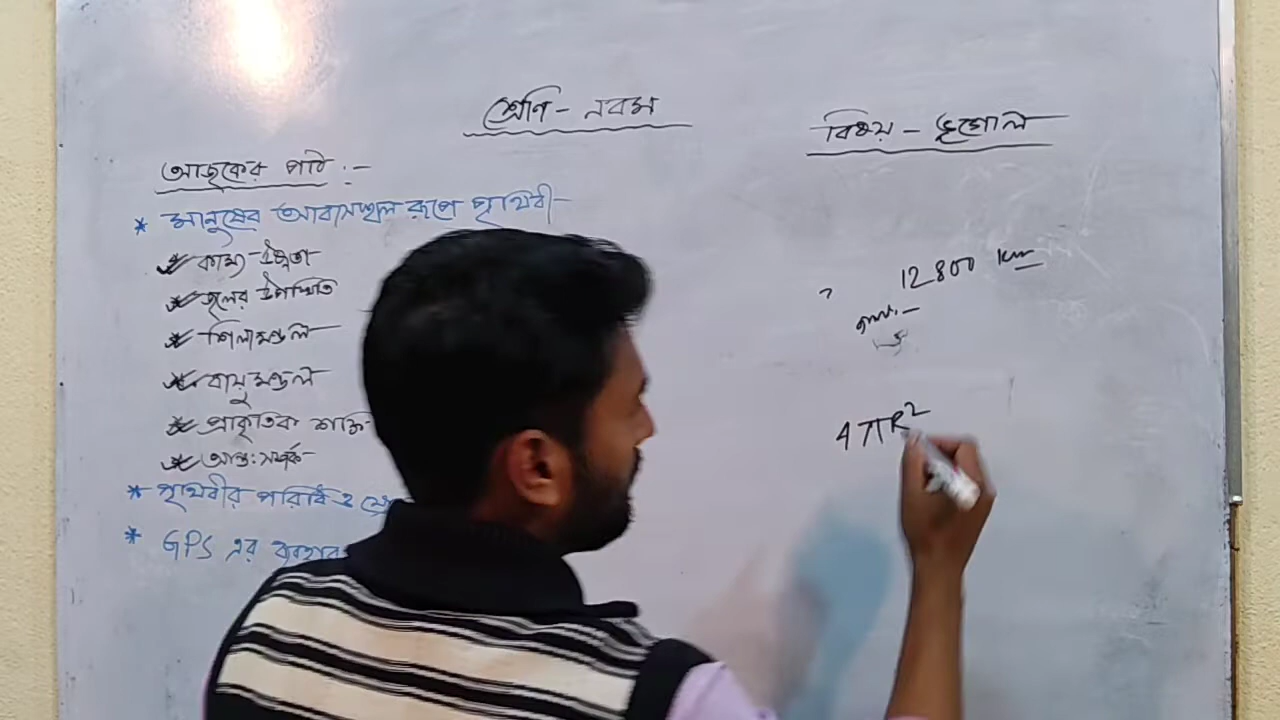 শ্রেণি - নবম
বিষয় - ভূগোল
আজকের পাঠ :-
* মানুষের আবাসস্থল রূপে পৃথিবী -
* কাম্য উষ্ণতা
* জলের উপস্থিতি
* শিলামণ্ডল
* বায়ুমণ্ডল
* প্রাকৃতিক শক্তি
* আন্তঃসম্পর্ক
* পৃথিবীর পরিধি ও
* GPS এর ব্যবহার
? 12800 km
4πR²